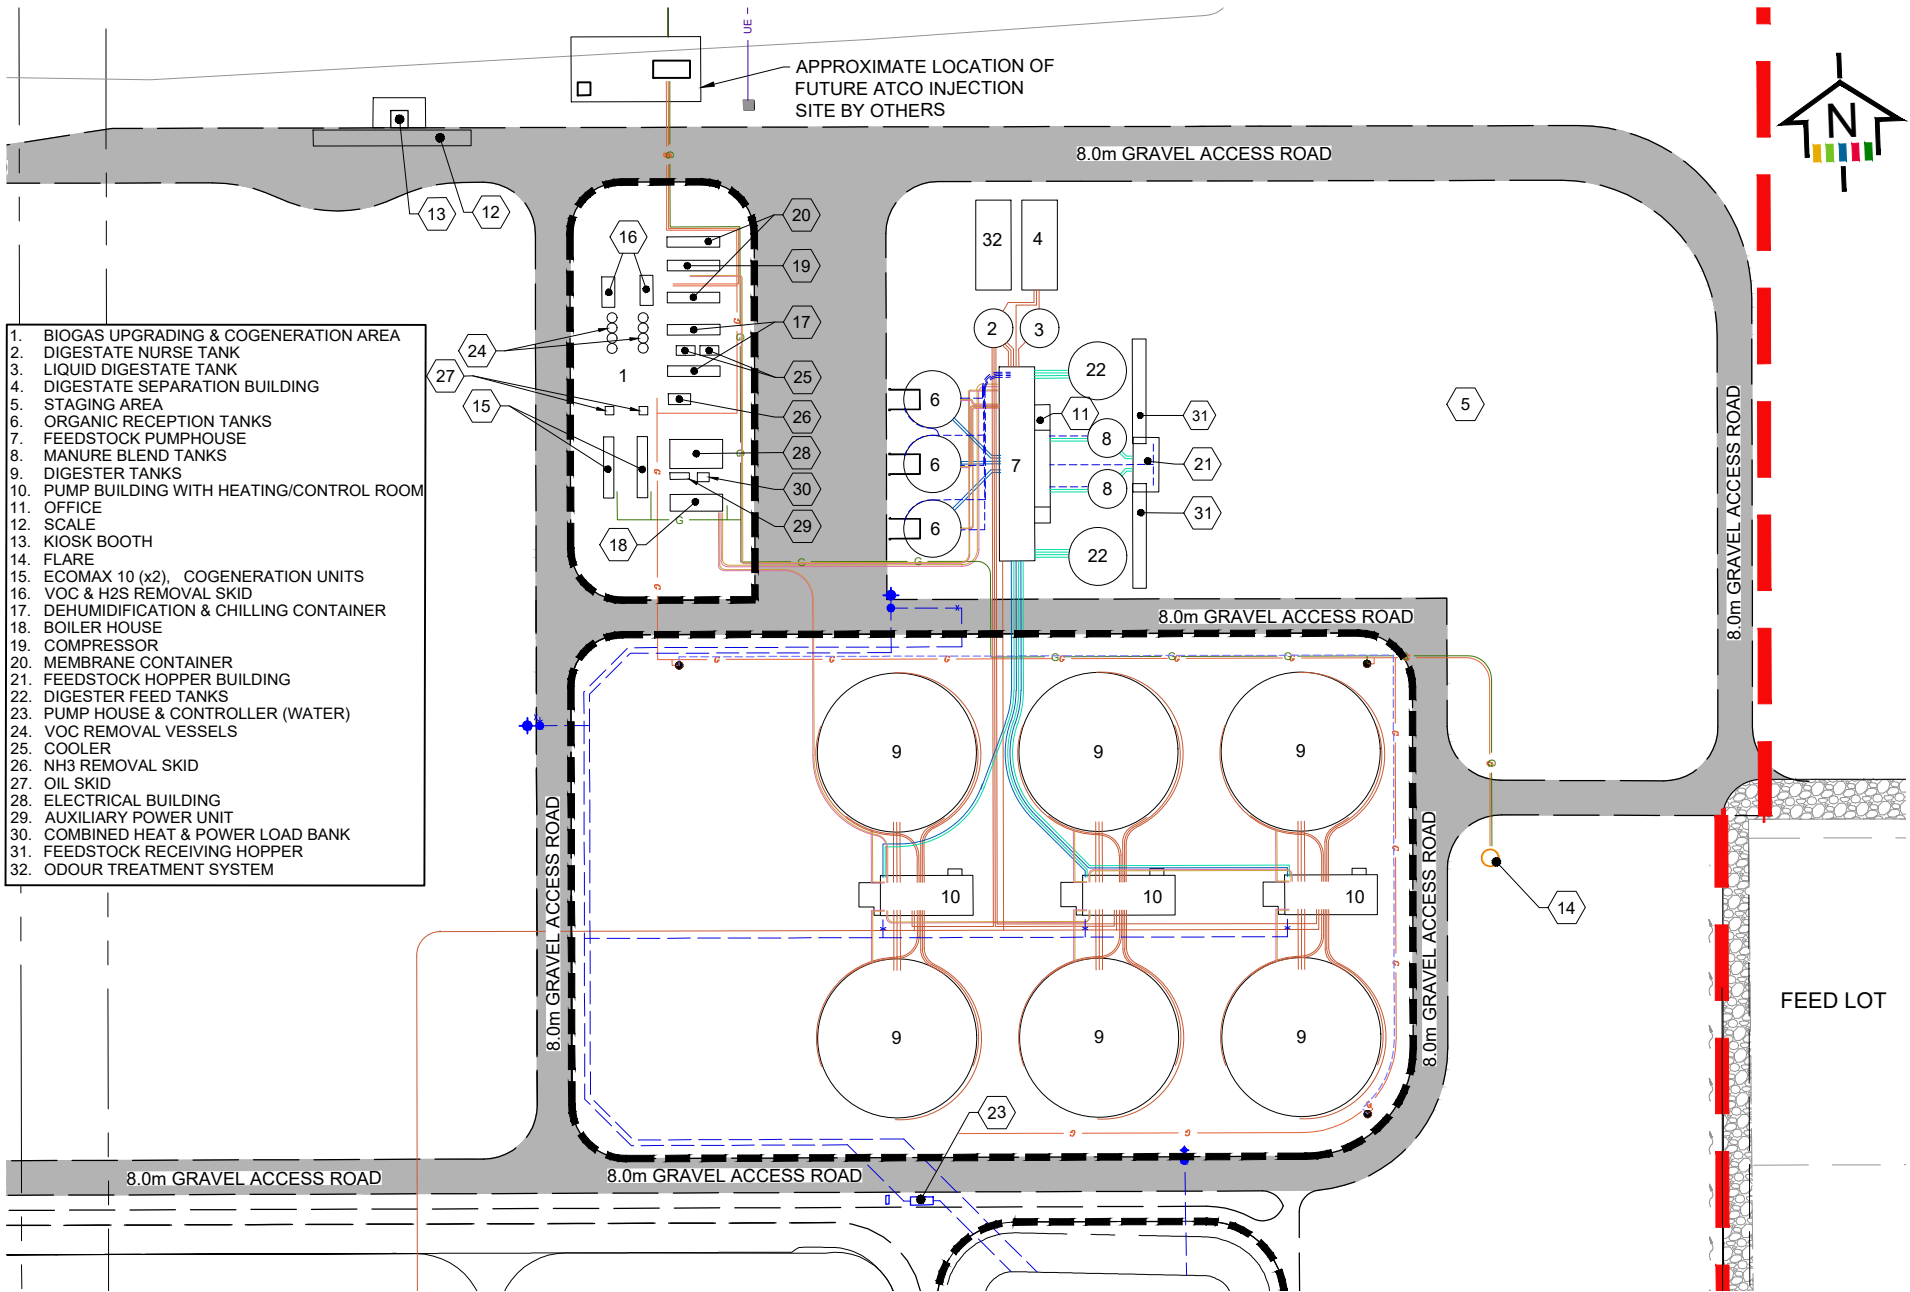 UE
APPROXIMATE LOCATION OF
FUTURE ATCO INJECTION
SITE BY OTHERS
N
8.0m GRAVEL ACCESS ROAD
13
12
20
16
32
4
19
2
3
17
24
1
27
25
22
15
26
6
11
31
5
8
28
6
7
21
30
8
6
29
31
18
22
1. BIOGAS UPGRADING & COGENERATION AREA
2. DIGESTATE NURSE TANK
3. LIQUID DIGESTATE TANK
4. DIGESTATE SEPARATION BUILDING
5. STAGING AREA
6. ORGANIC RECEPTION TANKS
7. FEEDSTOCK PUMPHOUSE
8. MANURE BLEND TANKS
9. DIGESTER TANKS
10. PUMP BUILDING WITH HEATING/CONTROL ROOM
11. OFFICE
12. SCALE
13. KIOSK BOOTH
14. FLARE
15. ECOMAX 10 (x2), COGENERATION UNITS
16. VOC & H2S REMOVAL SKID
17. DEHUMIDIFICATION & CHILLING CONTAINER
18. BOILER HOUSE
19. COMPRESSOR
20. MEMBRANE CONTAINER
21. FEEDSTOCK HOPPER BUILDING
22. DIGESTER FEED TANKS
23. PUMP HOUSE & CONTROLLER (WATER)
24. VOC REMOVAL VESSELS
25. COOLER
26. NH3 REMOVAL SKID
27. OIL SKID
28. ELECTRICAL BUILDING
29. AUXILIARY POWER UNIT
30. COMBINED HEAT & POWER LOAD BANK
31. FEEDSTOCK RECEIVING HOPPER
32. ODOUR TREATMENT SYSTEM
8.0m GRAVEL ACCESS ROAD
8.0m GRAVEL ACCESS ROAD
9
9
9
8.0m GRAVEL ACCESS ROAD
8.0m GRAVEL ACCESS ROAD
10
10
10
14
FEED LOT
9
9
9
23
8.0m GRAVEL ACCESS ROAD
8.0m GRAVEL ACCESS ROAD